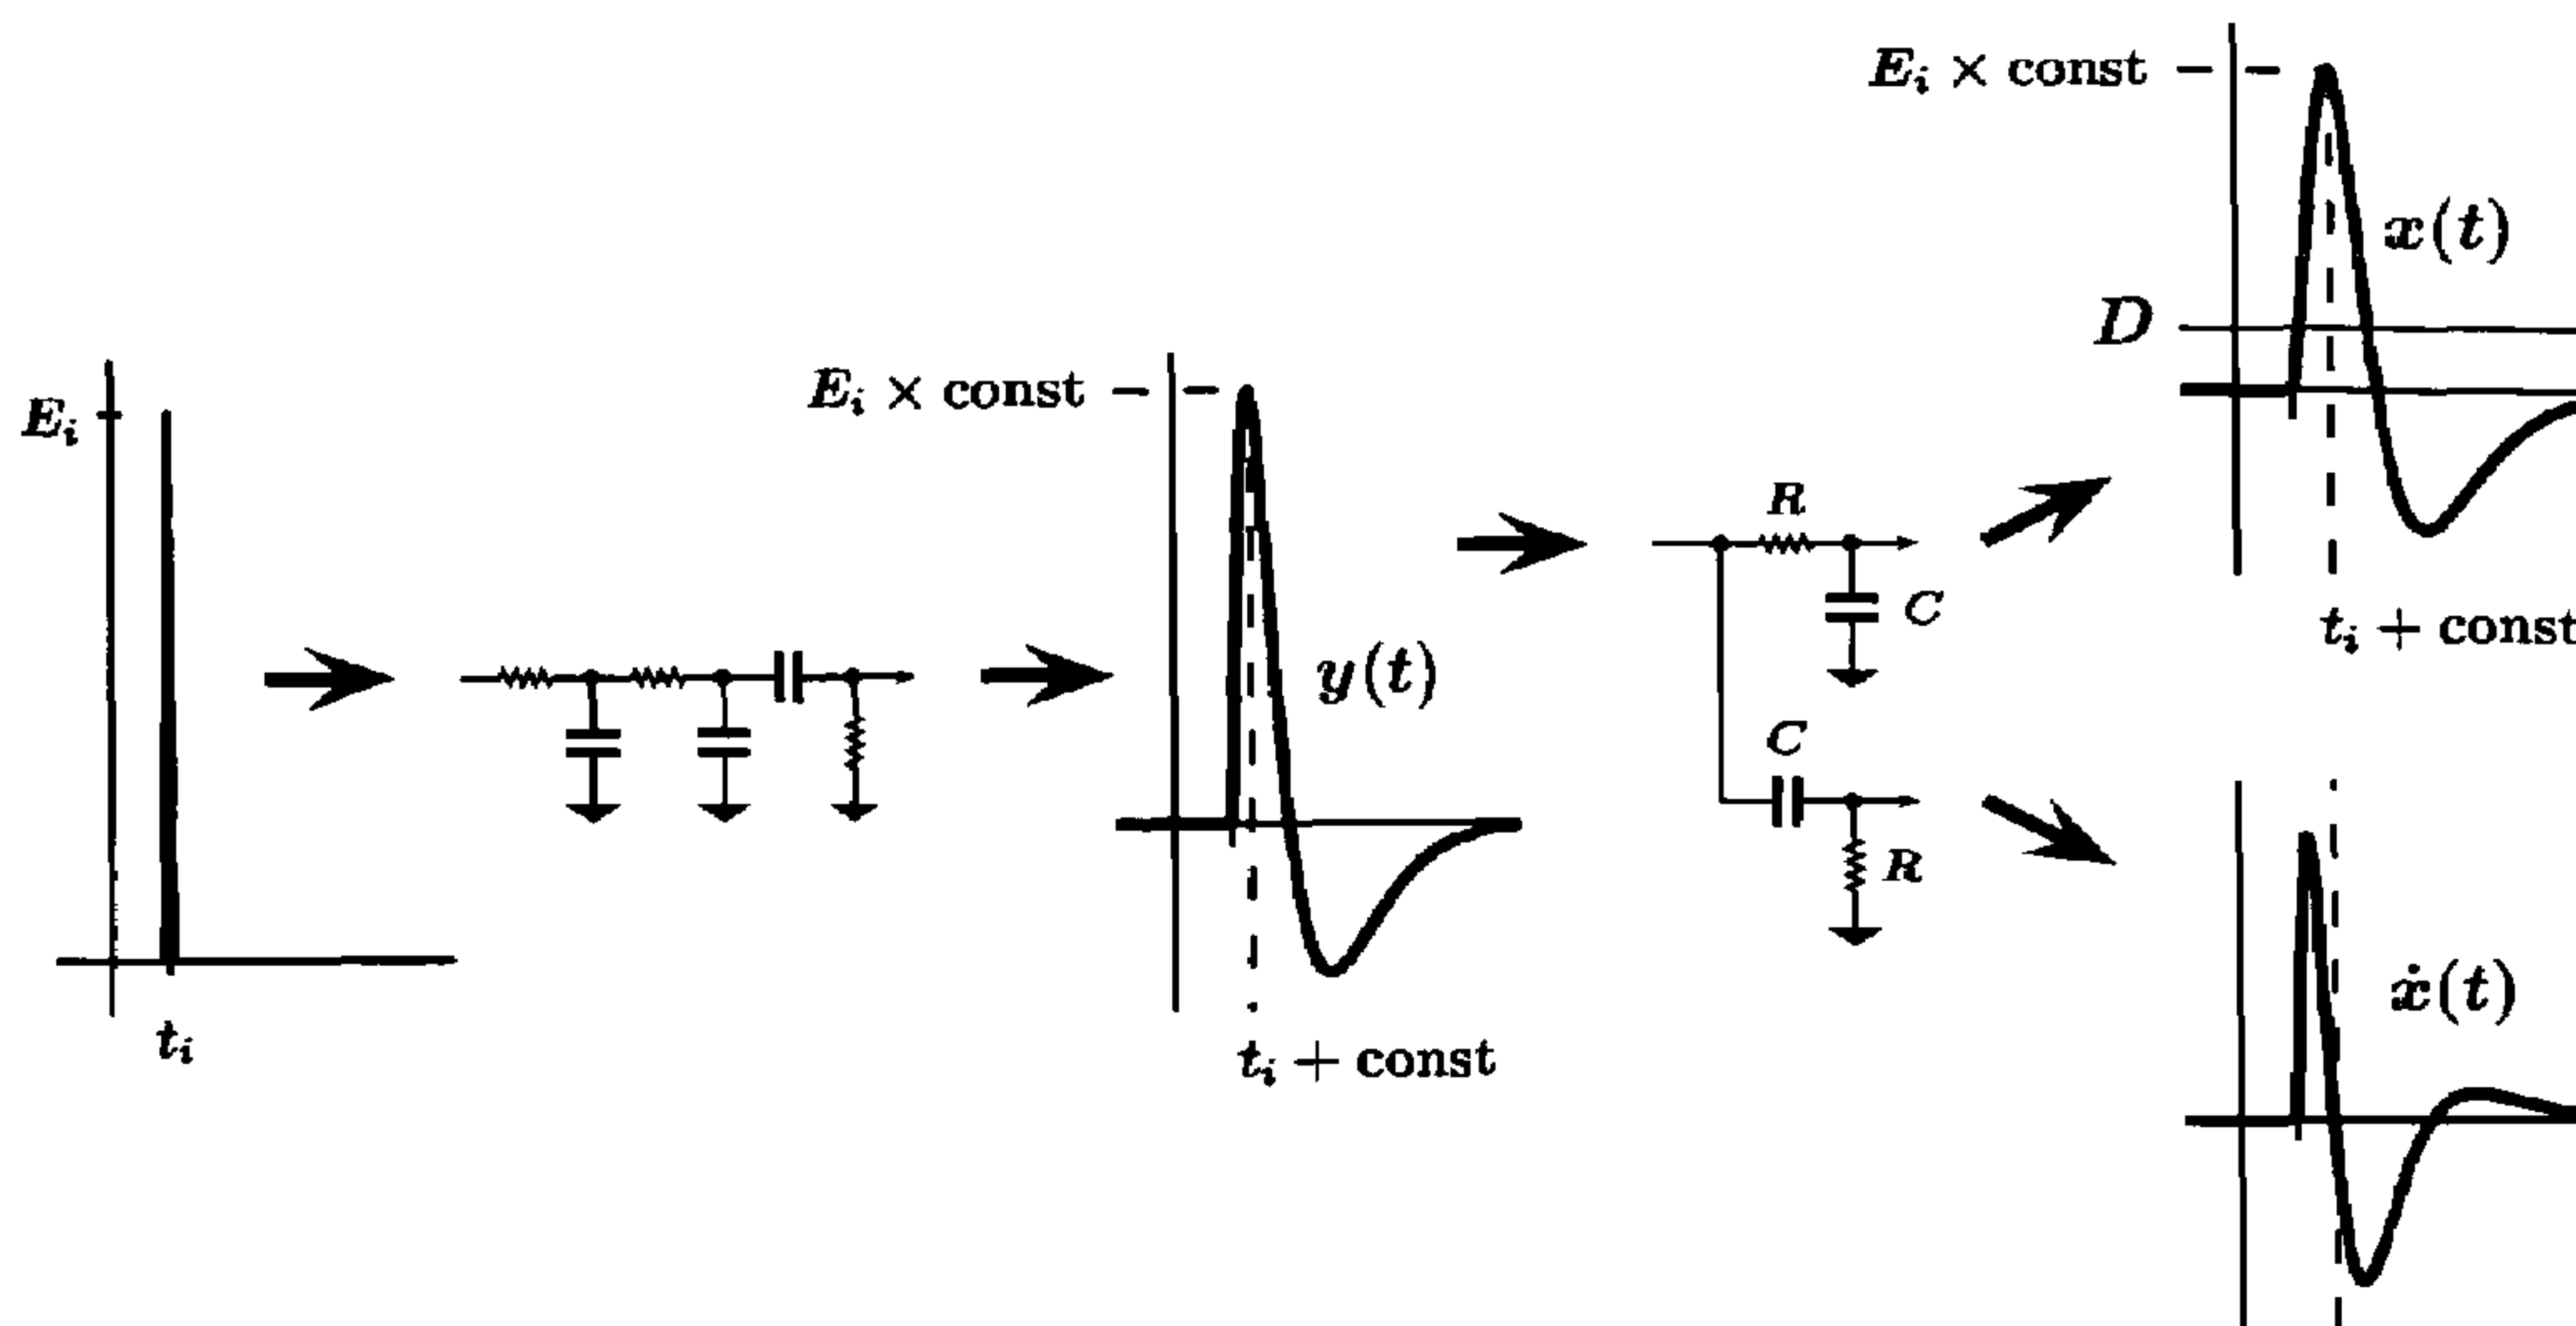 E_i
t_i
E_i × const
y(t)
t_i + const
R
C
C
R
E_i × const
x(t)
D
t_i + const
ẋ(t)